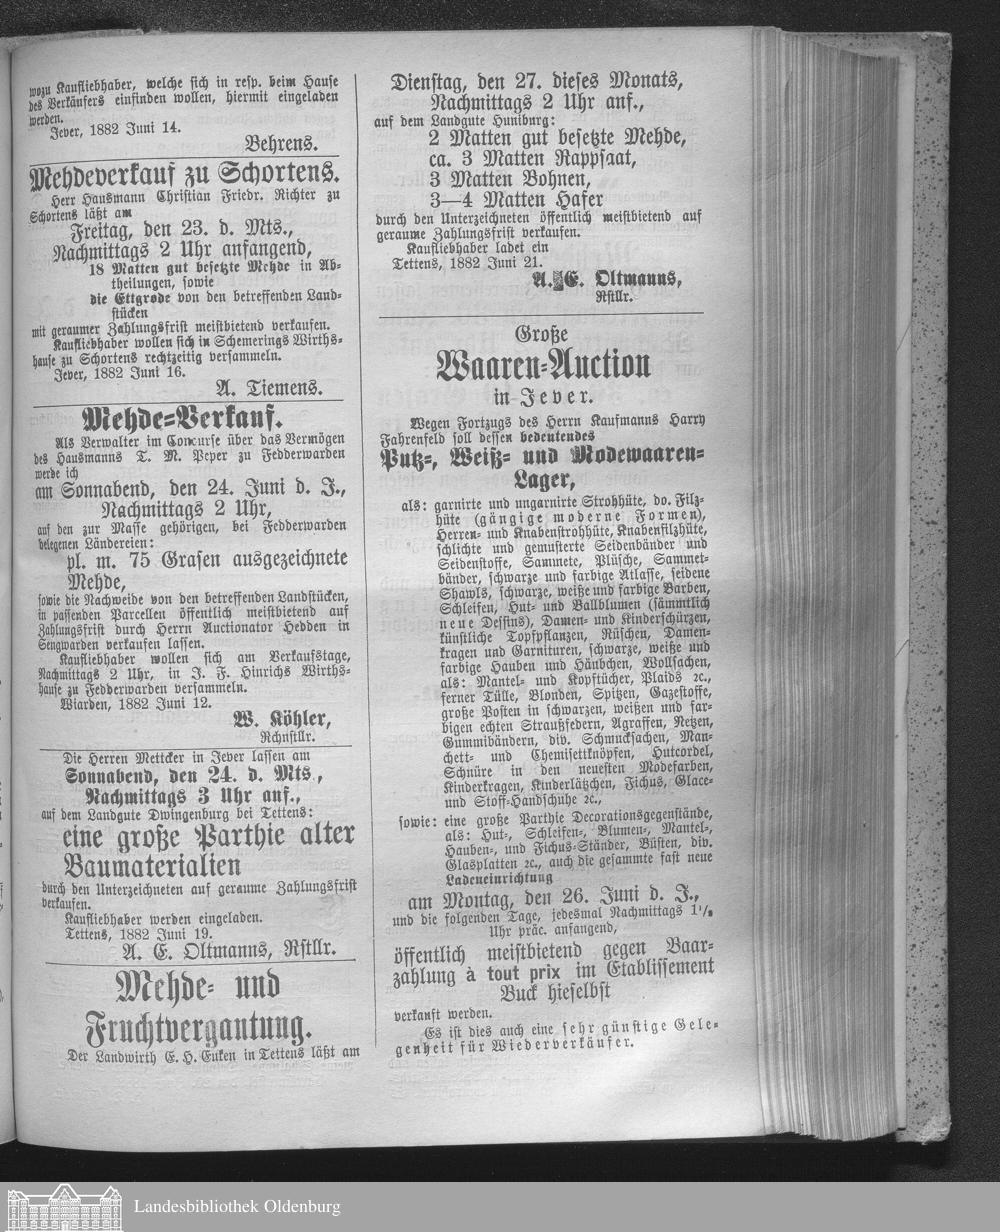 wozu Kaufliebhaber, welche sich in resp. beim Hause
des Verkäufers einfinden wollen, hiermit eingeladen
werden.
Jever, 1882 Juni 14.
Behrens.
Mehdeverkauf zu Schortens.
Herr Hausmann Christian Friedr. Richter zu
Schortens läßt am
Freitag, den 23. d. Mts.,
Nachmittags 2 Uhr anfangend,
18 Matten gut besetzte Mehde in Ab-
theilungen, sowie
die Ettgrode von den betreffenden Land-
stücken
mit geraumer Zahlungsfrist meistbietend verkaufen.
Kaufliebhaber wollen sich in Schemerings Wirths-
hause zu Schortens rechtzeitig versammeln.
Jever, 1882 Juni 16.
A. Tiemens.
Mehde-Verkauf.
Als Verwalter im Concurse über das Vermögen
des Hausmanns T. M. Peper zu Fedderwarden
werde ich
am Sonnabend, den 24. Juni d. J.,
Nachmittags 2 Uhr,
auf den zur Masse gehörigen, bei Fedderwarden
belegenen Ländereien:
pl. m. 75 Grasen ausgezeichnete
Mehde,
sowie die Nachweide von den betreffenden Landstücken,
in passenden Parcellen öffentlich meistbietend auf
Zahlungsfrist durch Herrn Auctionator Hedden in
Sengwarden verkaufen lassen.
Kaufliebhaber wollen sich am Verkaufstage,
Nachmittags 2 Uhr, in J. F. Hinrichs Wirths-
hause zu Fedderwarden versammeln.
Wiarden, 1882 Juni 12.
W. Köhler,
Rchnstllr.
Die Herren Mettcker in Jever lassen am
Sonnabend, den 24. d. Mts.,
Nachmittags 3 Uhr anf.,
auf dem Landgute Dwingenburg bei Tettens:
eine große Parthie alter
Baumaterialien
durch den Unterzeichneten auf geraume Zahlungsfrist
verkaufen.
Kaufliebhaber werden eingeladen.
Tettens, 1882 Juni 19.
A. E. Oltmanns, Rstllr.
Mehde- und
Fruchtvergantung.
Der Landwirth E. H. Euken in Tettens läßt am
Dienstag, den 27. dieses Monats,
Nachmittags 2 Uhr anf.,
auf dem Landgute Huniburg:
2 Matten gut besetzte Mehde,
ca. 3 Matten Rappsaat,
3 Matten Bohnen,
3—4 Matten Hafer
durch den Unterzeichneten öffentlich meistbietend auf
geraume Zahlungsfrist verkaufen.
Kaufliebhaber ladet ein
Tettens, 1882 Juni 21.
A. E. Oltmanns,
Rstllr.
Große
Waaren-Auction
in Jever.
Wegen Fortzugs des Herrn Kaufmanns Harry
Fahrenfeld soll dessen bedeutendes
Putz-, Weiß- und Modewaaren-
Lager,
als: garnirte und ungarnirte Strohhüte, do. Filz-
hüte (gängige moderne Formen),
Herren- und Knabenstrohhüte, Knabenfilzhüte,
schlichte und gemusterte Seidenbänder und
Seidenstoffe, Sammete, Plüsche, Sammet-
bänder, schwarze und farbige Atlasse, seidene
Shawls, schwarze, weiße und farbige Barben,
Schleifen, Hut- und Ballblumen (sämmtlich
neue Dessins), Damen- und Kinderschürzen,
künstliche Topfpflanzen, Rüschen, Damen-
kragen und Garnituren, schwarze, weiße und
farbige Hauben und Häubchen, Wollsachen,
als: Mantel- und Kopftücher, Plaids ꝛc.,
ferner Tülle, Blonden, Spitzen, Gazestoffe,
große Posten in schwarzen, weißen und far-
bigen echten Straußfedern, Agraffen, Netzen,
Gummibändern, div. Schmucksachen, Man-
chett- und Chemisettknöpfen, Hutcordel,
Schnüre in den neuesten Modefarben,
Kinderkragen, Kinderlätzchen, Fichus, Glace-
und Stoff-Handschuhe ꝛc.,
sowie: eine große Parthie Decorationsgegenstände,
als: Hut-, Schleifen-, Blumen-, Mantel-,
Hauben-, und Fichus-Ständer, Büsten, div.
Glasplatten ꝛc., auch die gesammte fast neue
Ladeneinrichtung
am Montag, den 26. Juni d. J.,
und die folgenden Tage, jedesmal Nachmittags 1½
Uhr präc. anfangend,
öffentlich meistbietend gegen Baar-
zahlung à tout prix im Etablissement
Buck hieselbst
verkauft werden.
Es ist dies auch eine sehr günstige Gele-
genheit für Wiederverkäufer.
Landesbibliothek Oldenburg